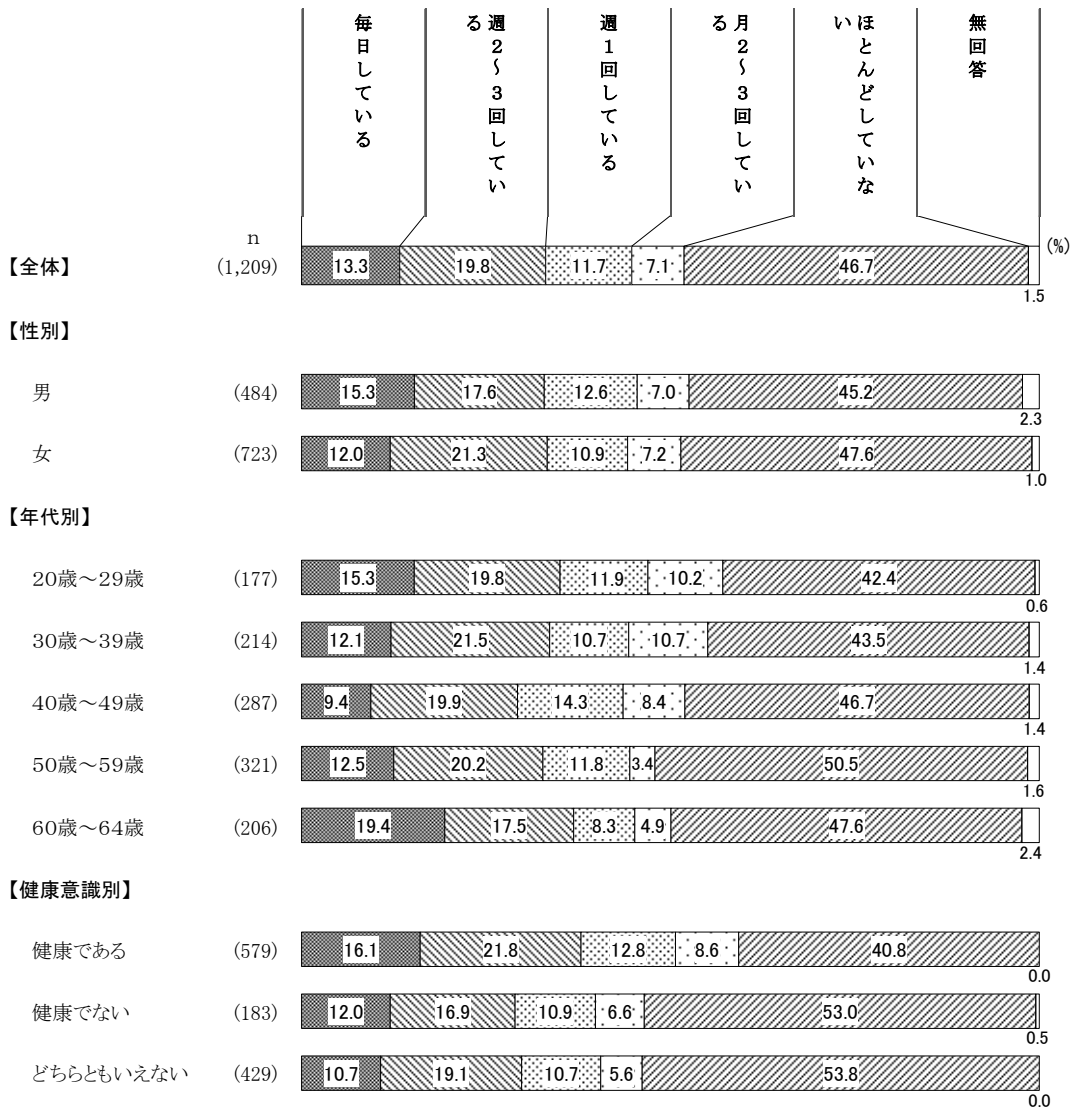 毎日している
週2～3回している
週1回している
月2～3回している
ほとんどしていない
無回答
n
(%)
【全体】 (1,209) 13.3 19.8 11.7 7.1 46.7 1.5
【性別】
男 (484) 15.3 17.6 12.6 7.0 45.2 2.3
女 (723) 12.0 21.3 10.9 7.2 47.6 1.0
【年代別】
20歳～29歳 (177) 15.3 19.8 11.9 10.2 42.4 0.6
30歳～39歳 (214) 12.1 21.5 10.7 10.7 43.5 1.4
40歳～49歳 (287) 9.4 19.9 14.3 8.4 46.7 1.4
50歳～59歳 (321) 12.5 20.2 11.8 3.4 50.5 1.6
60歳～64歳 (206) 19.4 17.5 8.3 4.9 47.6 2.4
【健康意識別】
健康である (579) 16.1 21.8 12.8 8.6 40.8 0.0
健康でない (183) 12.0 16.9 10.9 6.6 53.0 0.5
どちらともいえない (429) 10.7 19.1 10.7 5.6 53.8 0.0